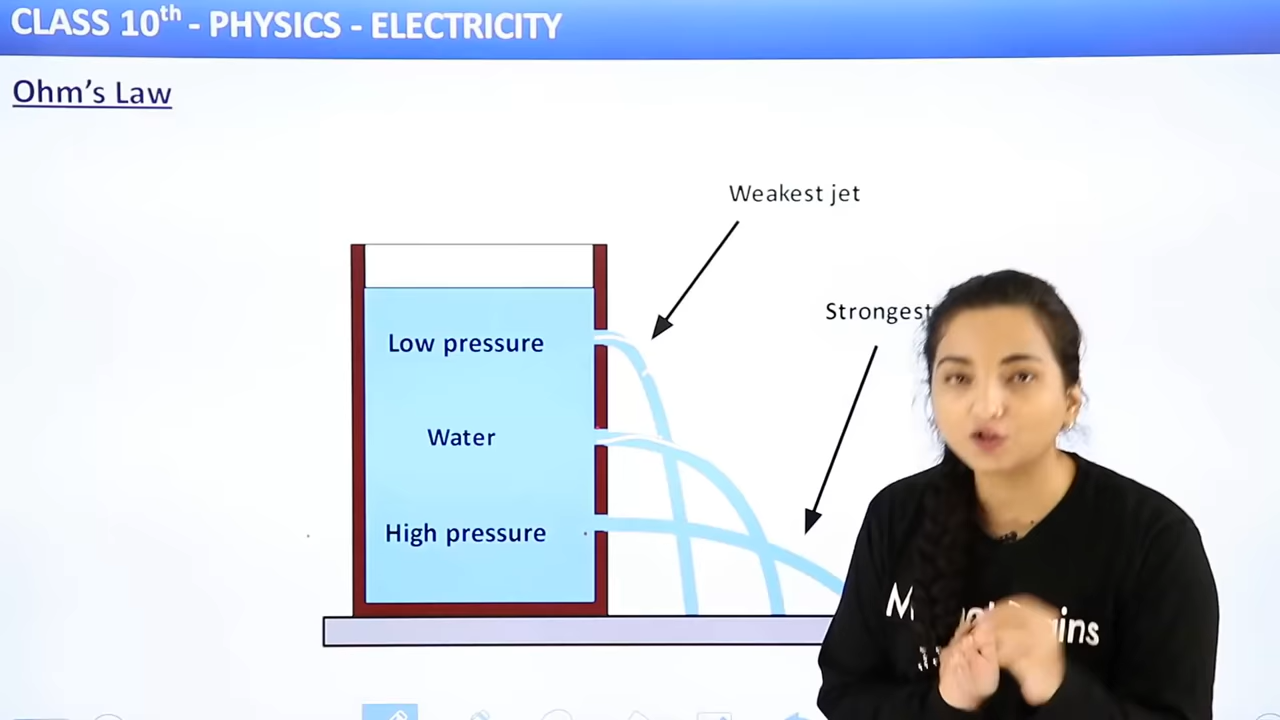 CLASS 10th - PHYSICS - ELECTRICITY
Ohm's Law
Weakest jet
Strongest
Low pressure
Water
High pressure